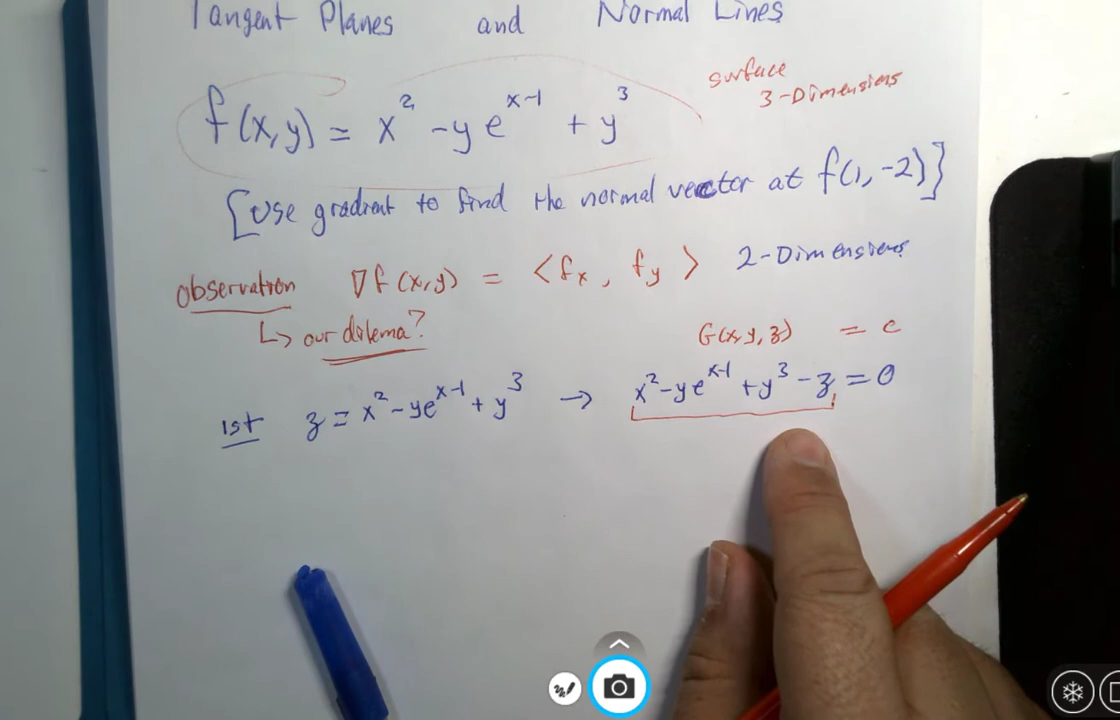 Tangent Planes and Normal Lines
f(x,y) = x² - y e^(x-1) + y³
surface
3-Dimensions
[Use gradient to find the normal vector at f(1, -2)]
observation ∇f(x,y) = <fx, fy> 2-Dimensions
↳ our dilema?
G(x,y,z) = c
1st z = x² - ye^(x-1) + y³ → x² - ye^(x-1) + y³ - z = 0